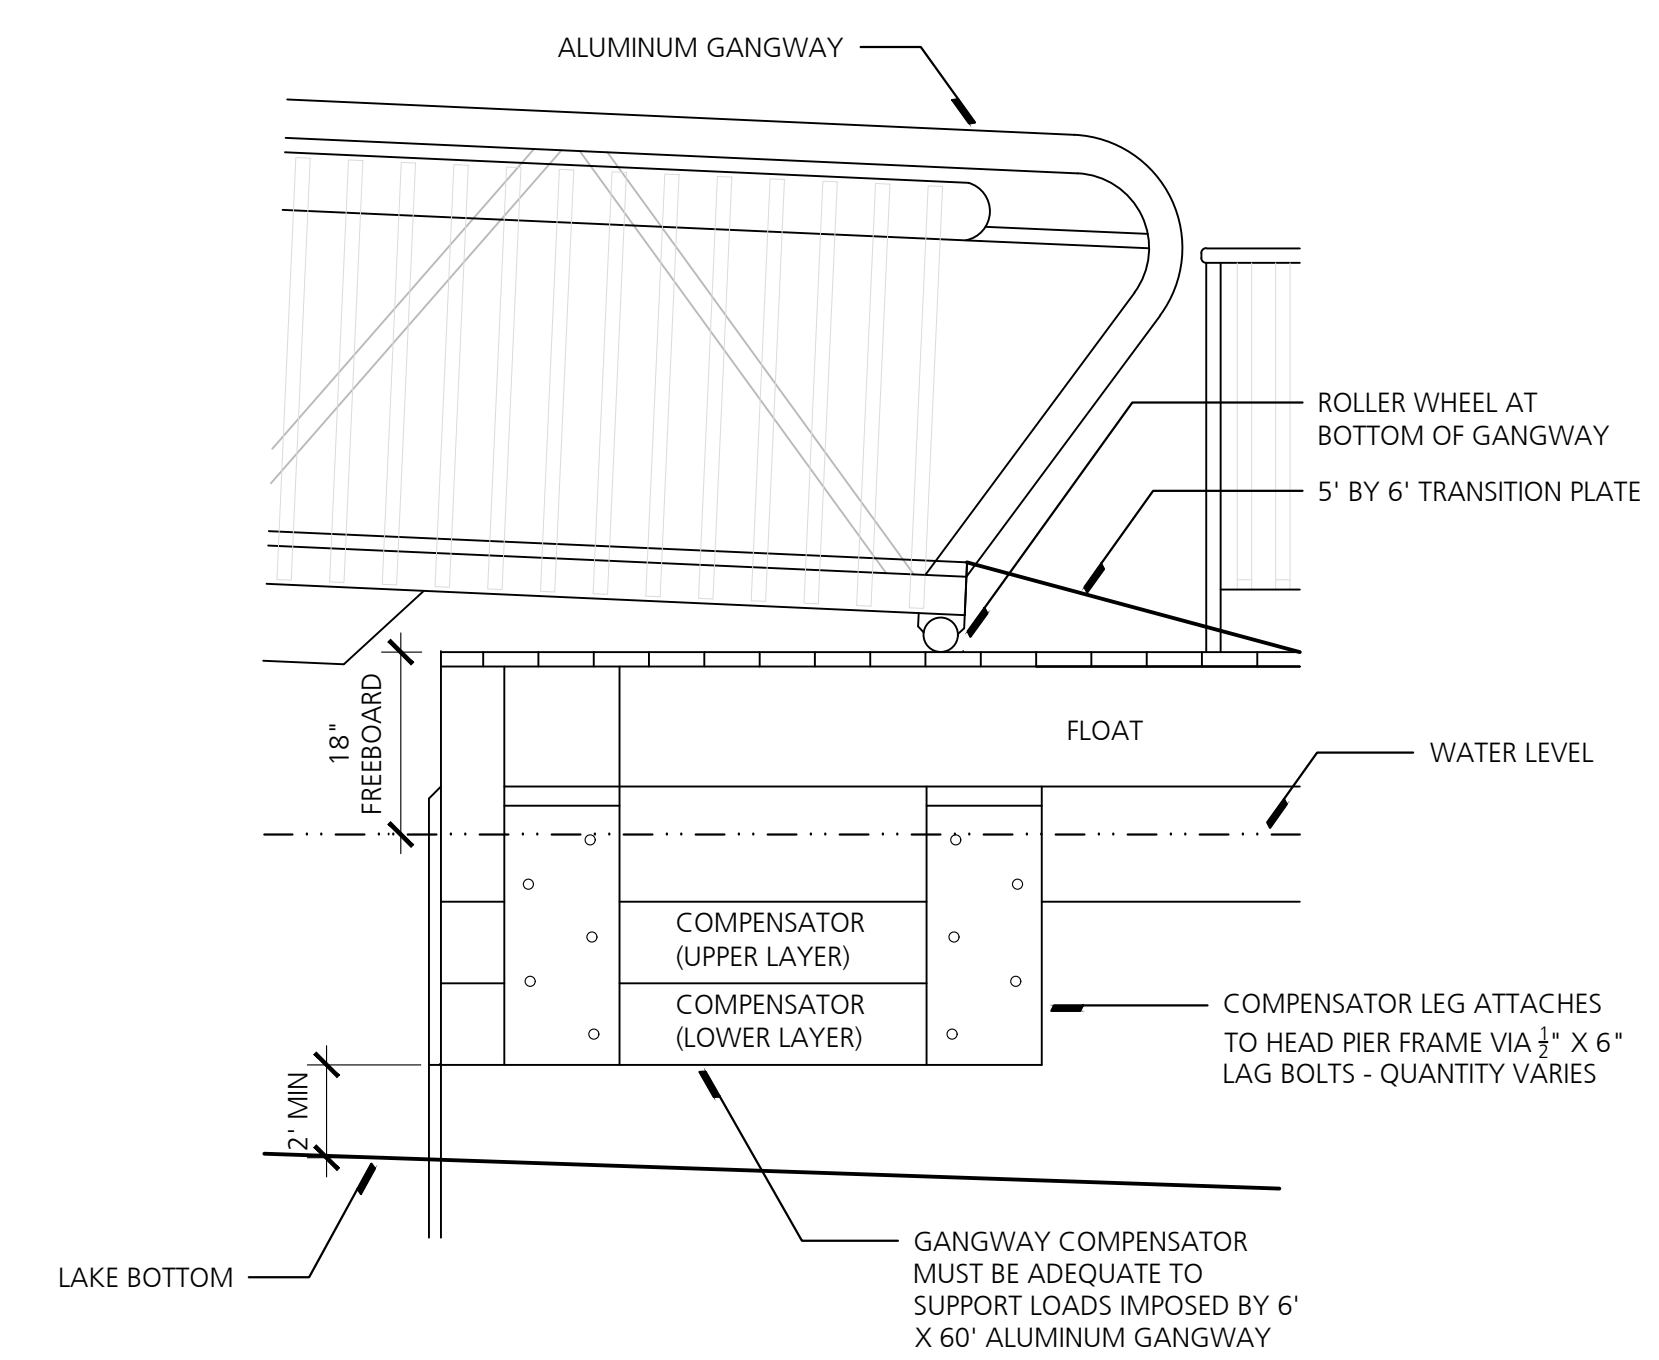 ALUMINUM GANGWAY
ROLLER WHEEL AT
BOTTOM OF GANGWAY
5' BY 6' TRANSITION PLATE
18"
FREEBOARD
FLOAT
WATER LEVEL
COMPENSATOR
(UPPER LAYER)
COMPENSATOR
(LOWER LAYER)
COMPENSATOR LEG ATTACHES
TO HEAD PIER FRAME VIA 1/2" X 6"
LAG BOLTS - QUANTITY VARIES
2' MIN
LAKE BOTTOM
GANGWAY COMPENSATOR
MUST BE ADEQUATE TO
SUPPORT LOADS IMPOSED BY 6'
X 60' ALUMINUM GANGWAY